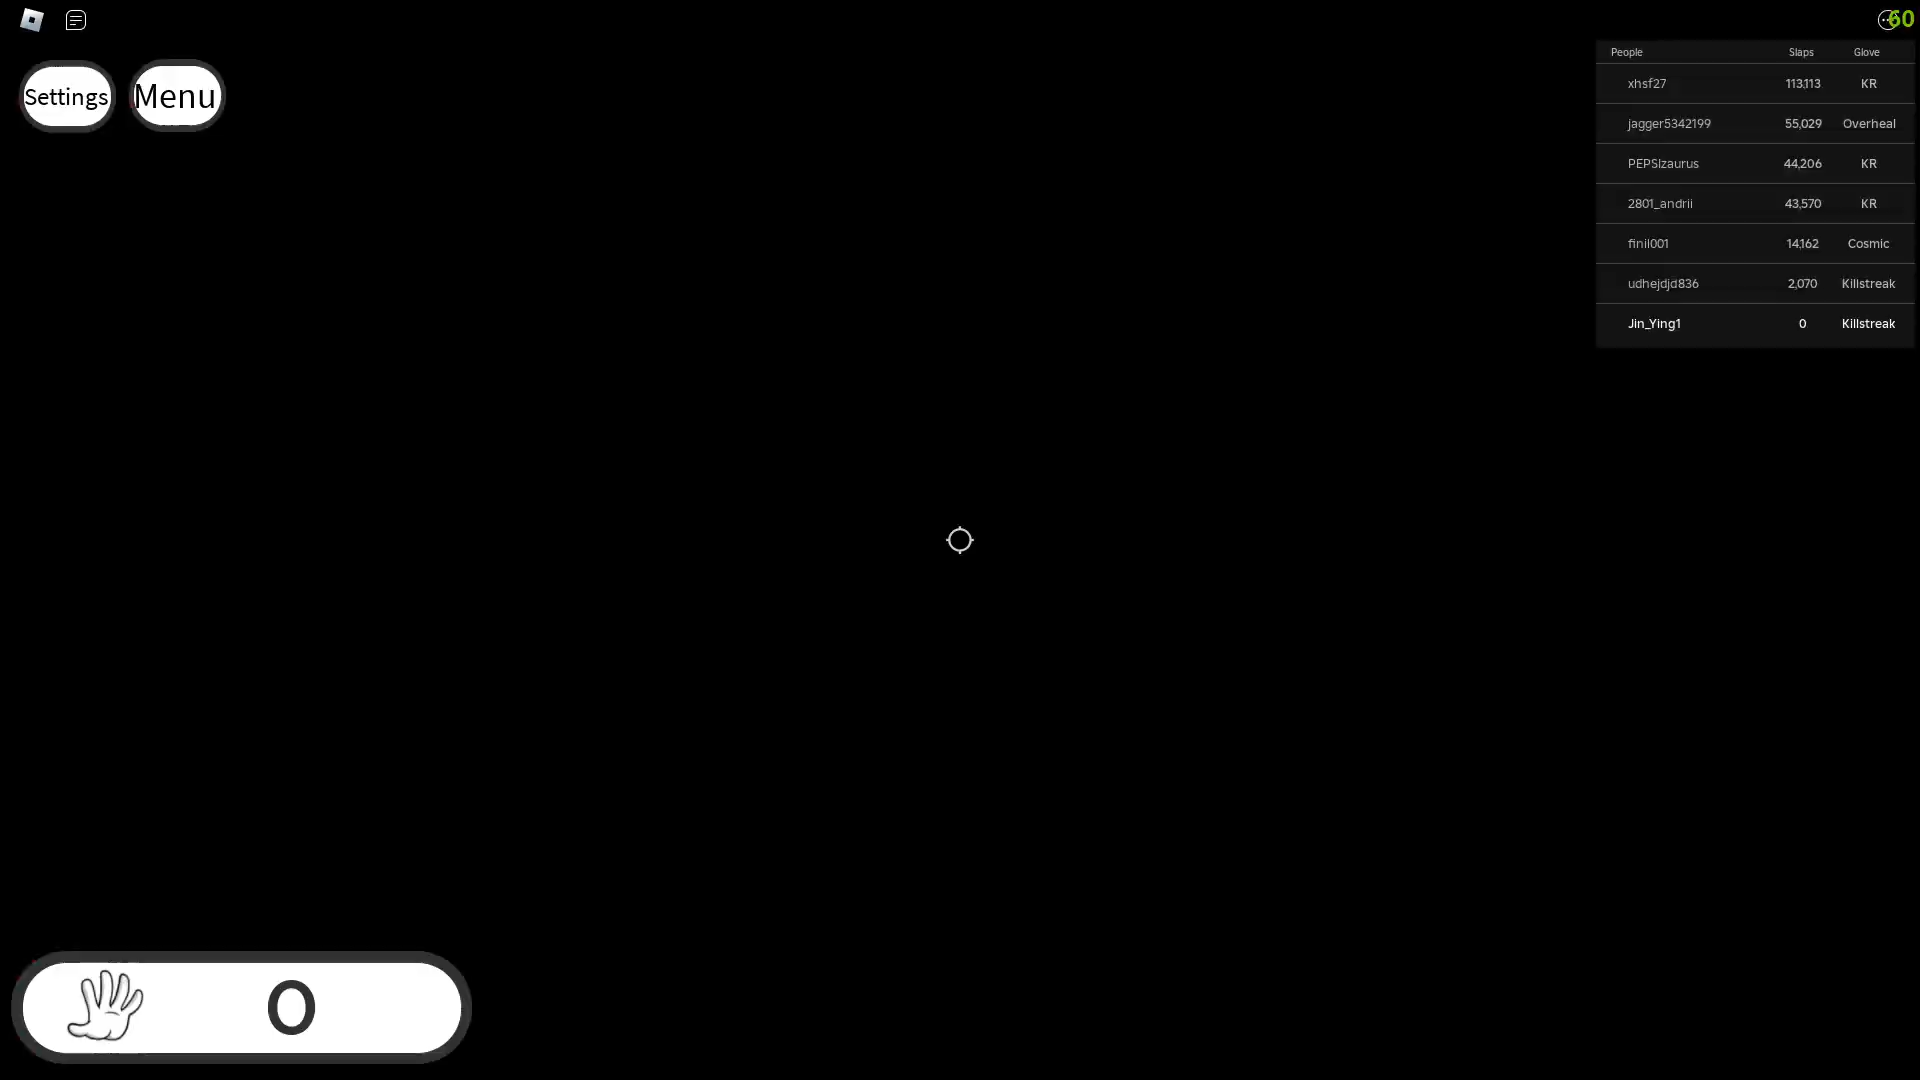 60
Settings Menu
People Slaps Glove
xhsf27 113,113 KR
jagger5342199 55,029 Overheal
PEPSIzaurus 44,206 KR
2801_andrii 43,570 KR
finil001 14,162 Cosmic
udhejdjd836 2,070 Killstreak
Jin_Ying1 0 Killstreak
0